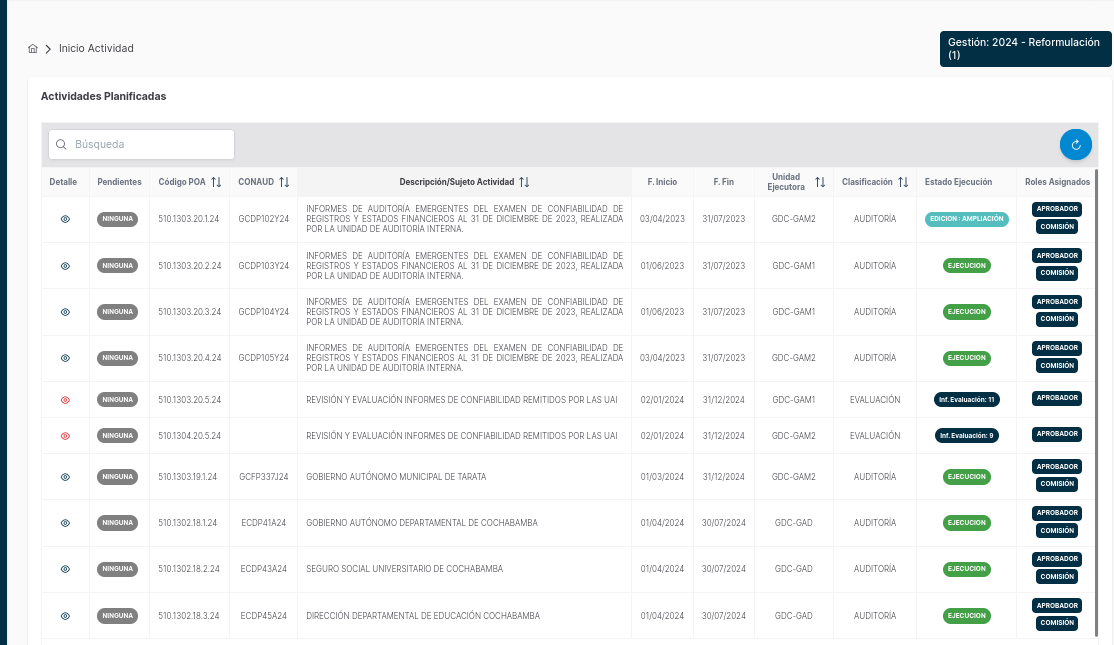 Inicio Actividad
Gestión: 2024 - Reformulación
(1)
Actividades Planificadas
Búsqueda
Detalle Pendientes Código POA CONAUD Descripción/Sujeto Actividad F. Inicio F. Fin Unidad Ejecutora Clasificación Estado Ejecución Roles Asignados
NINGUNA 510.1303.20.1.24 GCDP102Y24 INFORMES DE AUDITORÍA EMERGENTES DEL EXAMEN DE CONFIABILIDAD DE
REGISTROS Y ESTADOS FINANCIEROS AL 31 DE DICIEMBRE DE 2023, REALIZADA
POR LA UNIDAD DE AUDITORÍA INTERNA.
03/04/2023 31/07/2023 GDC-GAM2 AUDITORÍA EDICION : AMPLIACIÓN APROBADOR
COMISIÓN
NINGUNA 510.1303.20.2.24 GCDP103Y24 INFORMES DE AUDITORÍA EMERGENTES DEL EXAMEN DE CONFIABILIDAD DE
REGISTROS Y ESTADOS FINANCIEROS AL 31 DE DICIEMBRE DE 2023, REALIZADA
POR LA UNIDAD DE AUDITORÍA INTERNA.
01/06/2023 31/07/2023 GDC-GAM1 AUDITORÍA EJECUCION APROBADOR
COMISIÓN
NINGUNA 510.1303.20.3.24 GCDP104Y24 INFORMES DE AUDITORÍA EMERGENTES DEL EXAMEN DE CONFIABILIDAD DE
REGISTROS Y ESTADOS FINANCIEROS AL 31 DE DICIEMBRE DE 2023, REALIZADA
POR LA UNIDAD DE AUDITORÍA INTERNA.
01/06/2023 31/07/2023 GDC-GAM1 AUDITORÍA EJECUCION APROBADOR
COMISIÓN
NINGUNA 510.1303.20.4.24 GCDP105Y24 INFORMES DE AUDITORÍA EMERGENTES DEL EXAMEN DE CONFIABILIDAD DE
REGISTROS Y ESTADOS FINANCIEROS AL 31 DE DICIEMBRE DE 2023, REALIZADA
POR LA UNIDAD DE AUDITORÍA INTERNA.
03/04/2023 31/07/2023 GDC-GAM2 AUDITORÍA EJECUCION APROBADOR
COMISIÓN
NINGUNA 510.1303.20.5.24 REVISIÓN Y EVALUACIÓN INFORMES DE CONFIABILIDAD REMITIDOS POR LAS UAI 02/01/2024 31/12/2024 GDC-GAM1 EVALUACIÓN Inf. Evaluación: 11 APROBADOR
NINGUNA 510.1304.20.5.24 REVISIÓN Y EVALUACIÓN INFORMES DE CONFIABILIDAD REMITIDOS POR LAS UAI 02/01/2024 31/12/2024 GDC-GAM2 EVALUACIÓN Inf. Evaluación: 9 APROBADOR
NINGUNA 510.1303.19.1.24 GCFP337J24 GOBIERNO AUTÓNOMO MUNICIPAL DE TARATA 01/03/2024 31/12/2024 GDC-GAM2 AUDITORÍA EJECUCION APROBADOR
COMISIÓN
NINGUNA 510.1302.18.1.24 ECDP41A24 GOBIERNO AUTÓNOMO DEPARTAMENTAL DE COCHABAMBA 01/04/2024 30/07/2024 GDC-GAD AUDITORÍA EJECUCION APROBADOR
COMISIÓN
NINGUNA 510.1302.18.2.24 ECDP43A24 SEGURO SOCIAL UNIVERSITARIO DE COCHABAMBA 01/04/2024 30/07/2024 GDC-GAD AUDITORÍA EJECUCION APROBADOR
COMISIÓN
NINGUNA 510.1302.18.3.24 ECDP45A24 DIRECCIÓN DEPARTAMENTAL DE EDUCACIÓN COCHABAMBA 01/04/2024 30/07/2024 GDC-GAD AUDITORÍA EJECUCION APROBADOR
COMISIÓN